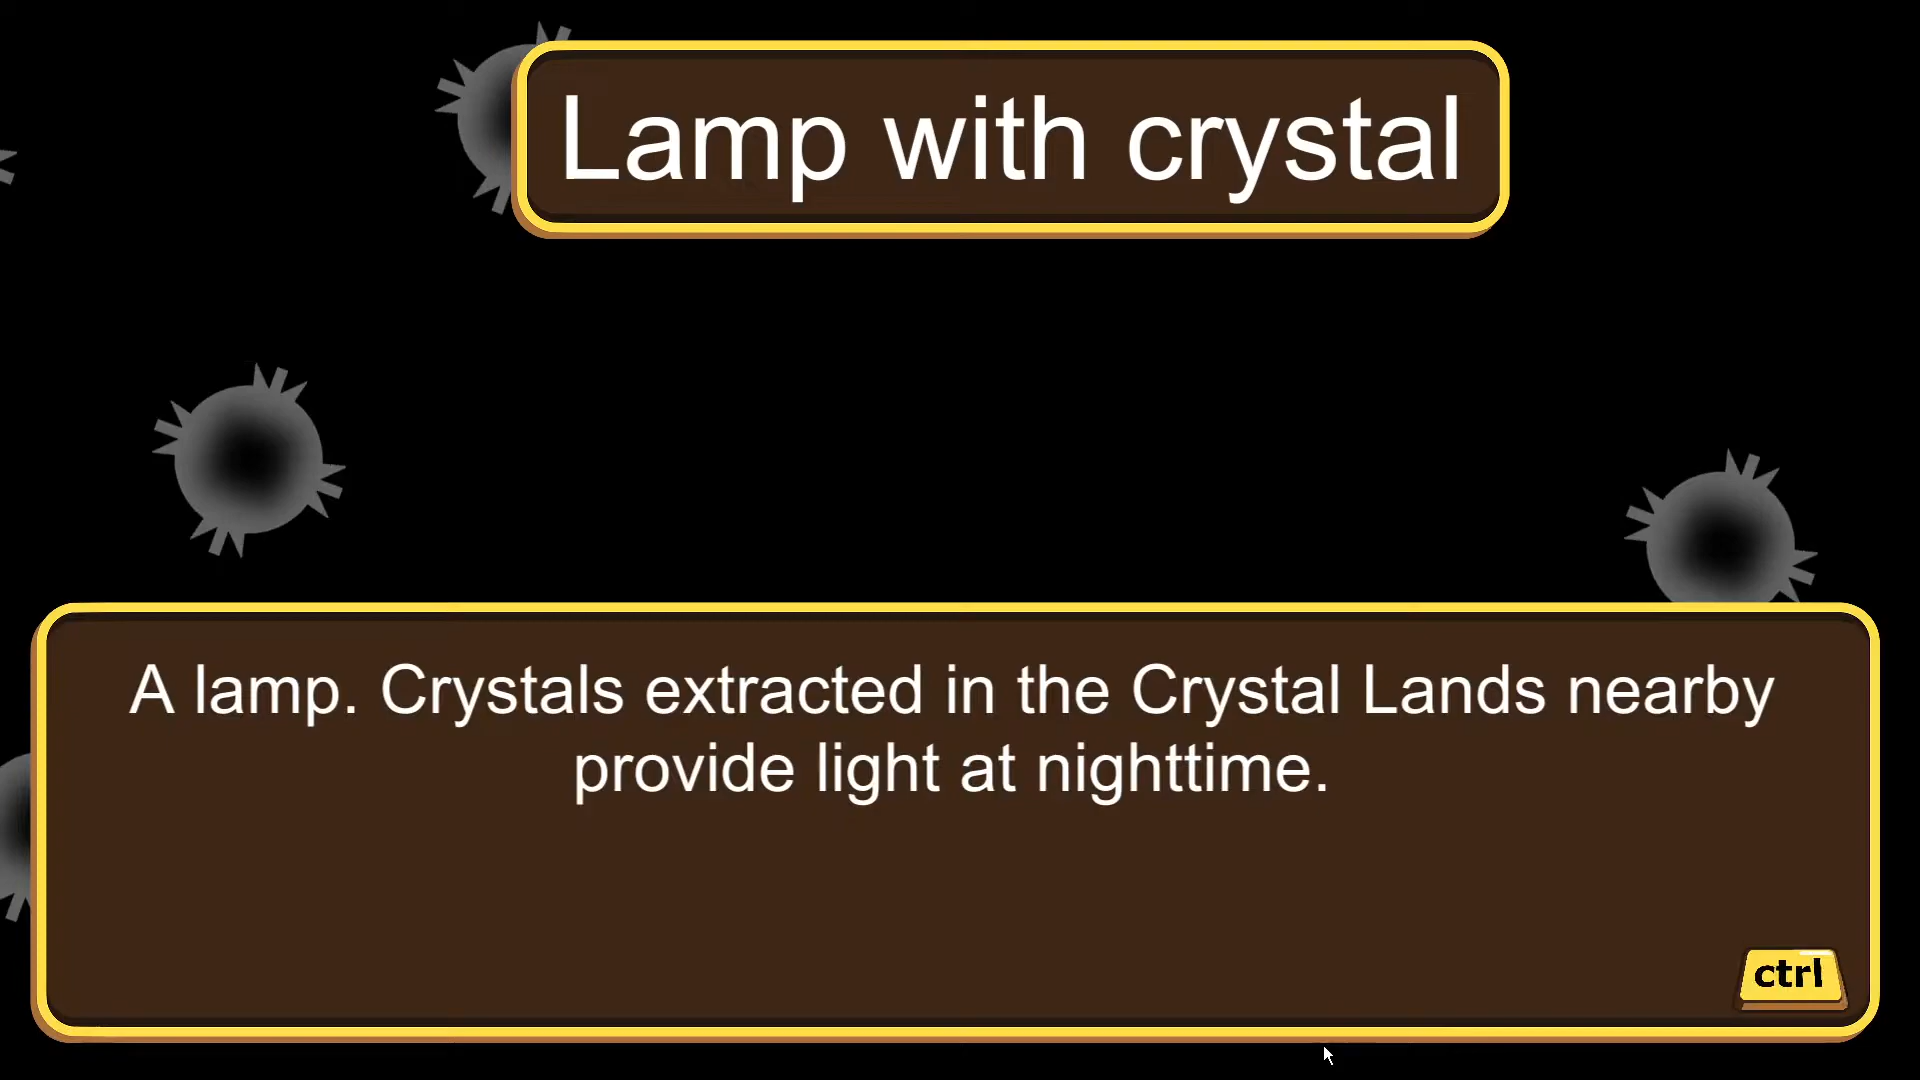 Lamp with crystal
A lamp. Crystals extracted in the Crystal Lands nearby
provide light at nighttime.
ctrl